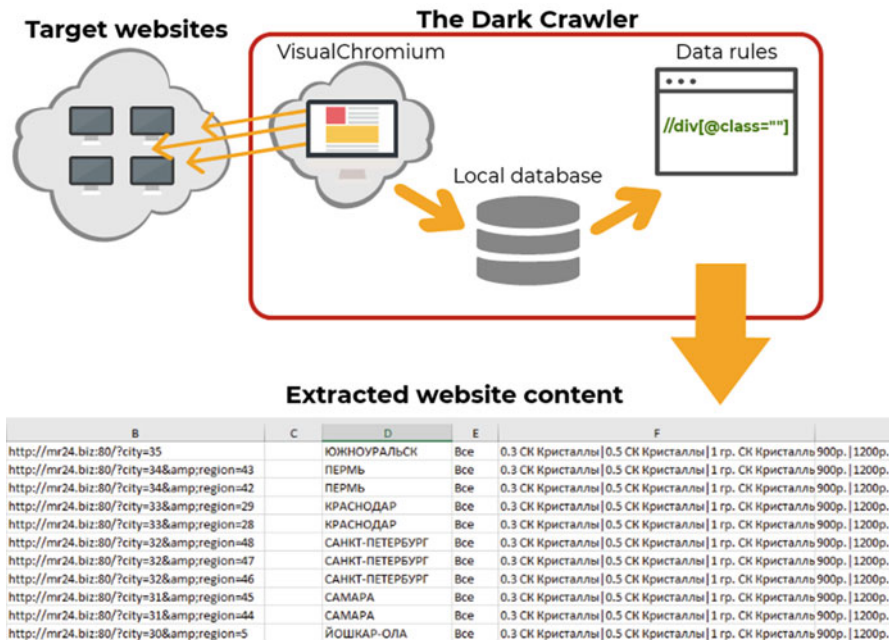 Target websites
The Dark Crawler
VisualChromium
Data rules
//div[@class=""]
Local database
Extracted website content
B C D E F
http://mr24.biz:80/?city=35 ЮЖНОУРАЛЬСК Все 0.3 СК Кристаллы|0.5 СК Кристаллы|1 гр. СК Кристалль 900р.|1200р.
http://mr24.biz:80/?city=34&amp;region=43 ПЕРМЬ Все 0.3 СК Кристаллы|0.5 СК Кристаллы|1 гр. СК Кристалль 900р.|1200р.
http://mr24.biz:80/?city=34&amp;region=42 ПЕРМЬ Все 0.3 СК Кристаллы|0.5 СК Кристаллы|1 гр. СК Кристалль 900р.|1200р.
http://mr24.biz:80/?city=33&amp;region=29 КРАСНОДАР Все 0.3 СК Кристаллы|0.5 СК Кристаллы|1 гр. СК Кристалль 900р.|1200р.
http://mr24.biz:80/?city=33&amp;region=28 КРАСНОДАР Все 0.3 СК Кристаллы|0.5 СК Кристаллы|1 гр. СК Кристалль 900р.|1200р.
http://mr24.biz:80/?city=32&amp;region=48 САНКТ-ПЕТЕРБУРГ Все 0.3 СК Кристаллы|0.5 СК Кристаллы|1 гр. СК Кристалль 900р.|1200р.
http://mr24.biz:80/?city=32&amp;region=47 САНКТ-ПЕТЕРБУРГ Все 0.3 СК Кристаллы|0.5 СК Кристаллы|1 гр. СК Кристалль 900р.|1200р.
http://mr24.biz:80/?city=32&amp;region=46 САНКТ-ПЕТЕРБУРГ Все 0.3 СК Кристаллы|0.5 СК Кристаллы|1 гр. СК Кристалль 900р.|1200р.
http://mr24.biz:80/?city=31&amp;region=45 САМАРА Все 0.3 СК Кристаллы|0.5 СК Кристаллы|1 гр. СК Кристалль 900р.|1200р.
http://mr24.biz:80/?city=31&amp;region=44 САМАРА Все 0.3 СК Кристаллы|0.5 СК Кристаллы|1 гр. СК Кристалль 900р.|1200р.
http://mr24.biz:80/?city=30&amp;region=5 ЙОШКАР-ОЛА Все 0.3 СК Кристаллы|0.5 СК Кристаллы|1 гр. СК Кристалль 900р.|1200р.